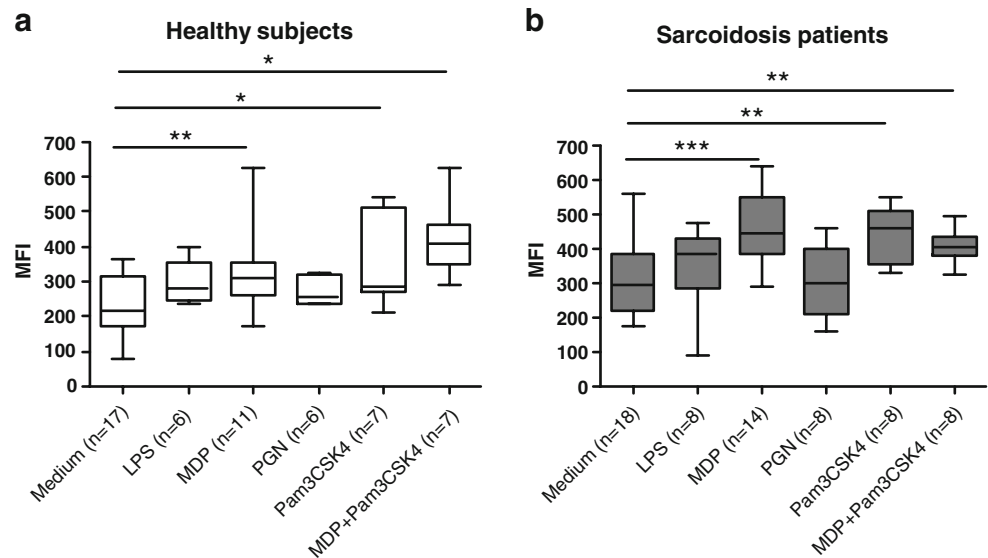 a
Healthy subjects
*
*
**
MFI
700
600
500
400
300
200
100
0
Medium (n=17)
LPS (n=6)
MDP (n=11)
PGN (n=6)
Pam3CSK4 (n=7)
MDP+Pam3CSK4 (n=7)
b
Sarcoidosis patients
**
**
***
MFI
700
600
500
400
300
200
100
0
Medium (n=18)
LPS (n=8)
MDP (n=14)
PGN (n=8)
Pam3CSK4 (n=8)
MDP+Pam3CSK4 (n=8)